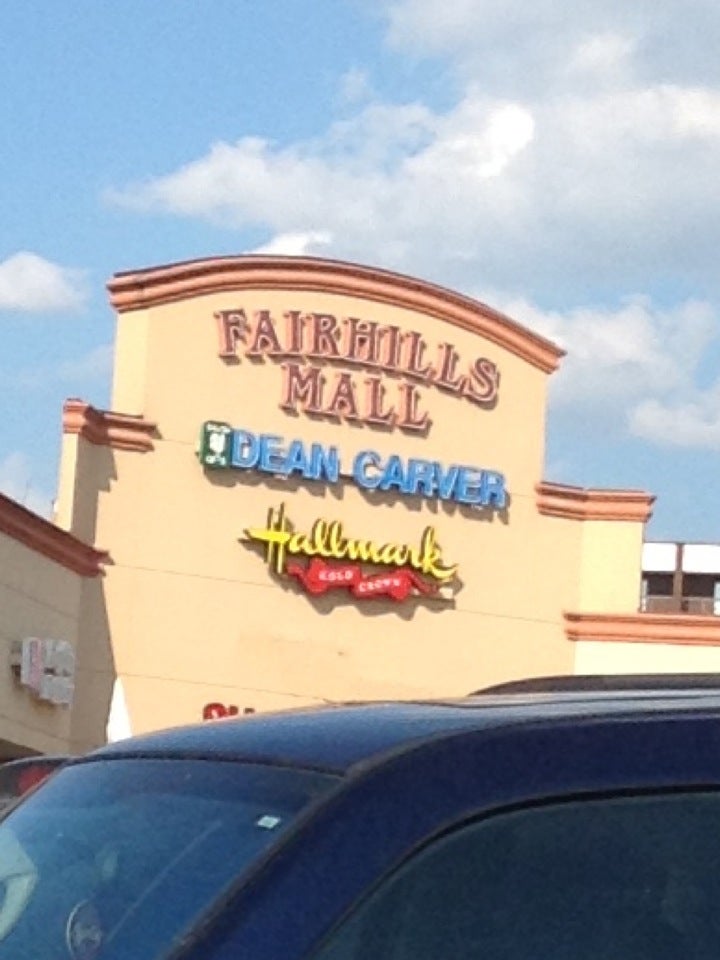 FAIRHILLS
MALL
DEAN CARVER
Hallmark
GOLD CROWN